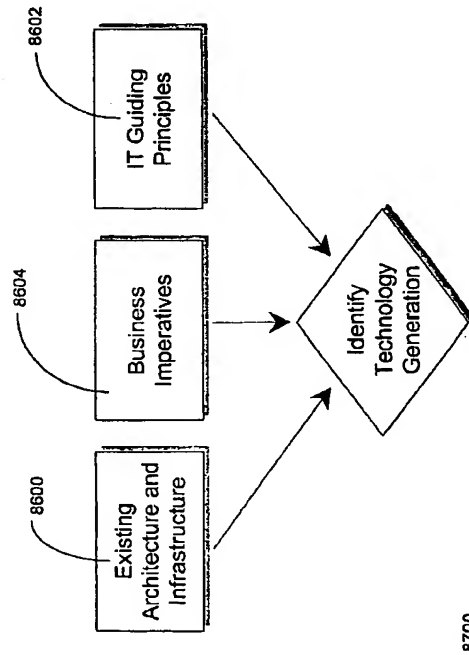 8600
8604
8602
Existing
Architecture and
Infrastructure
Business
Imperatives
IT Guiding
Principles
Identify
Technology
Generation
8700